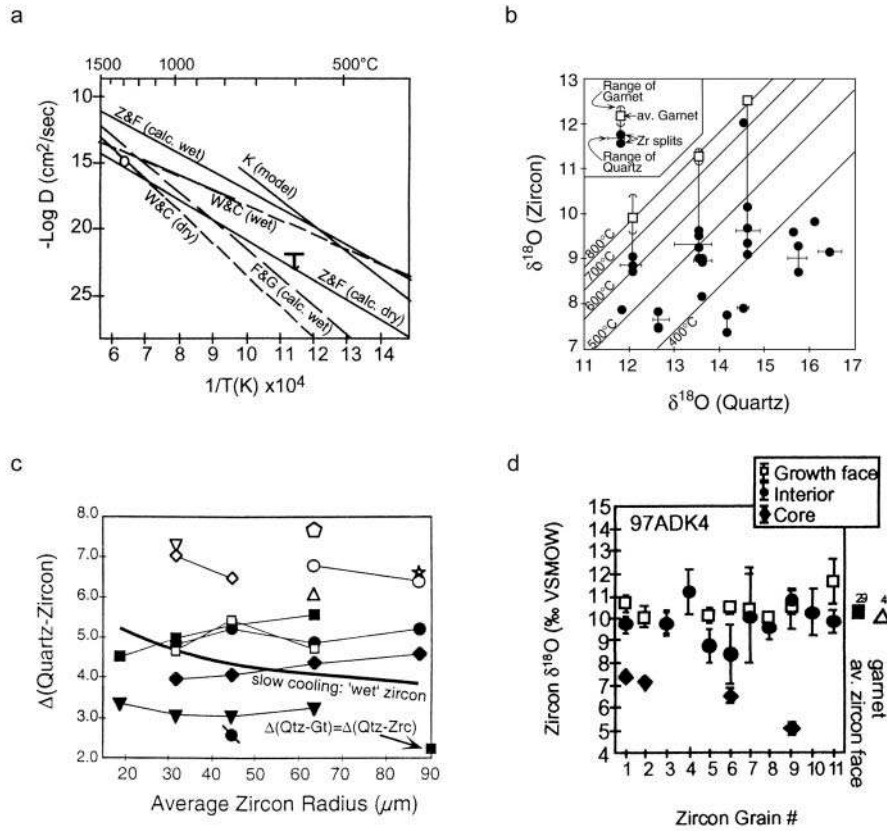 a
1500 1000 500°C
10
15
20
25
-Log D (cm²/sec)
Z&F (calc. wet)
K (model)
W&C (wet)
W&C (dry)
F&G (calc. wet)
Z&F (calc. dry)
6 7 8 9 10 11 12 13 14
1/T(K) x10⁴
b
13
12
11
10
9
8
7
δ¹⁸O (Zircon)
Range of
Garnet
av. Garnet
Zr splits
Range of
Quartz
800°C
700°C
600°C
500°C
400°C
11 12 13 14 15 16 17
δ¹⁸O (Quartz)
c
8.0
7.0
6.0
5.0
4.0
3.0
2.0
Δ(Quartz-Zircon)
slow cooling: 'wet' zircon
Δ(Qtz-Gt)=Δ(Qtz-Zrc)
20 30 40 50 60 70 80 90
Average Zircon Radius (μm)
d
Growth face
Interior
Core
15
14
13
12
11
10
9
8
7
6
5
4
Zircon δ¹⁸O (‰ VSMOW)
97ADK4
4
garnet
av. zircon face
1 2 3 4 5 6 7 8 9 10 11
Zircon Grain #